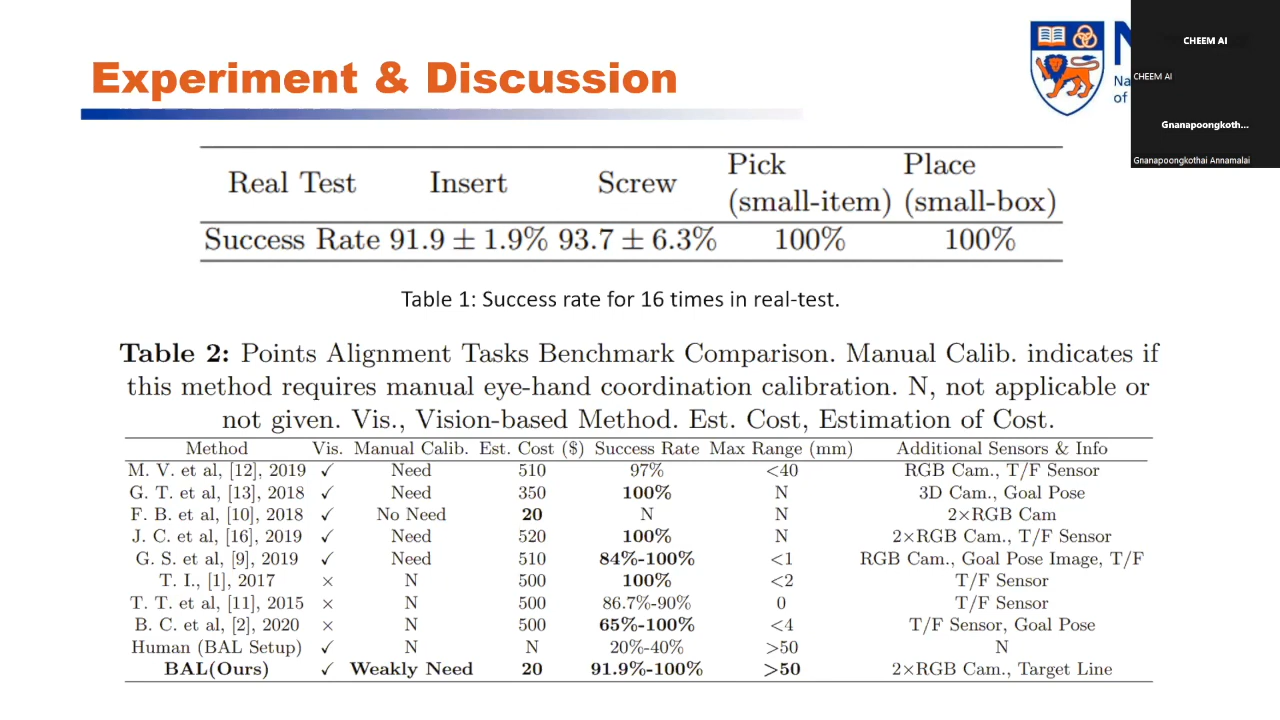 Experiment & Discussion
N
Na
of
CHEEM AI
CHEEM AI
Gnanapoongkoth...
Gnanapoongkothai Annamalai
Real Test Insert Screw Pick (small-item) Place (small-box)
Success Rate 91.9 ± 1.9% 93.7 ± 6.3% 100% 100%
Table 1: Success rate for 16 times in real-test.
Table 2: Points Alignment Tasks Benchmark Comparison. Manual Calib. indicates if
this method requires manual eye-hand coordination calibration. N, not applicable or
not given. Vis., Vision-based Method. Est. Cost, Estimation of Cost.
Method Vis. Manual Calib. Est. Cost ($) Success Rate Max Range (mm) Additional Sensors & Info
M. V. et al, [12], 2019 ✓ Need 510 97% <40 RGB Cam., T/F Sensor
G. T. et al, [13], 2018 ✓ Need 350 100% N 3D Cam., Goal Pose
F. B. et al, [10], 2018 ✓ No Need 20 N N 2×RGB Cam
J. C. et al, [16], 2019 ✓ Need 520 100% N 2×RGB Cam., T/F Sensor
G. S. et al, [9], 2019 ✓ Need 510 84%-100% <1 RGB Cam., Goal Pose Image, T/F
T. I., [1], 2017 × N 500 100% <2 T/F Sensor
T. T. et al, [11], 2015 × N 500 86.7%-90% 0 T/F Sensor
B. C. et al, [2], 2020 × N 500 65%-100% <4 T/F Sensor, Goal Pose
Human (BAL Setup) ✓ N N 20%-40% >50 N
BAL(Ours) ✓ Weakly Need 20 91.9%-100% >50 2×RGB Cam., Target Line